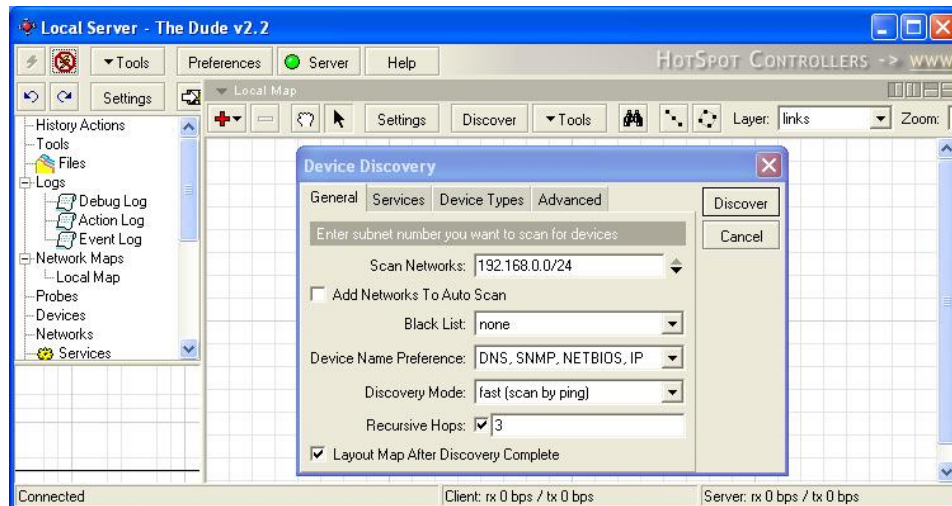 Local Server - The Dude v2.2
Tools Preferences Server Help HOTSPOT CONTROLLERS -> WWW
Settings Local Map
Settings Discover Tools Layer: links Zoom:
History Actions
Tools
Files
Logs
Debug Log
Action Log
Event Log
Network Maps
Local Map
Probes
Devices
Networks
Services
Device Discovery
General Services Device Types Advanced
Discover
Cancel
Enter subnet number you want to scan for devices
Scan Networks: 192.168.0.0/24
Add Networks To Auto Scan
Black List: none
Device Name Preference: DNS, SNMP, NETBIOS, IP
Discovery Mode: fast (scan by ping)
Recursive Hops: 3
Layout Map After Discovery Complete
Connected Client: rx 0 bps / tx 0 bps Server: rx 0 bps / tx 0 bps